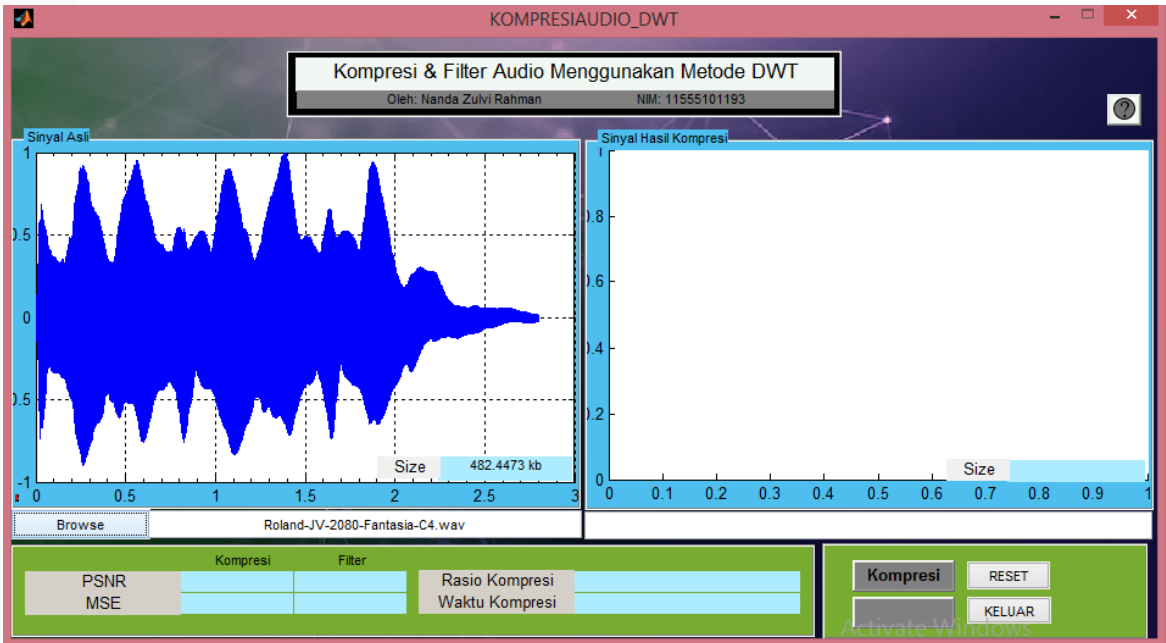 KOMPRESIAUDIO_DWT
Kompresi & Filter Audio Menggunakan Metode DWT
Oleh: Nanda Zulvi Rahman NIM: 11555101193
?
Sinyal Asli
1
0.5
0
0.5
-1
0 0.5 1 1.5 2 2.5 3
Size 482.4473 kb
Sinyal Hasil Kompresi
1
0.8
0.6
0.4
0.2
0
0 0.1 0.2 0.3 0.4 0.5 0.6 0.7 0.8 0.9 1
Size
Browse Roland-JV-2080-Fantasia-C4.wav
Kompresi Filter
PSNR
MSE
Rasio Kompresi
Waktu Kompresi
Kompresi RESET
KELUAR
Activate Windows